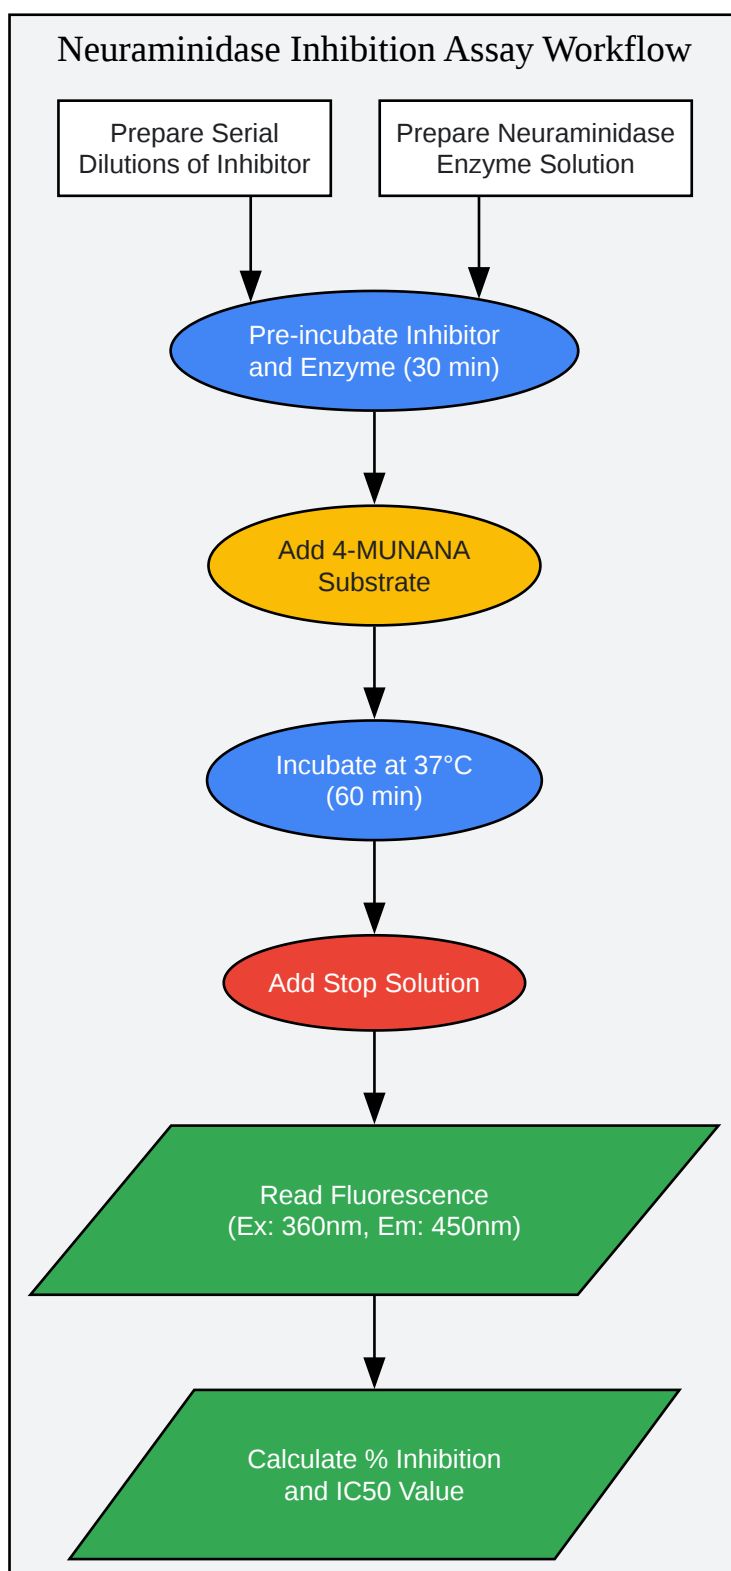 Neuraminidase Inhibition Assay Workflow
Prepare Serial
Dilutions of Inhibitor
Prepare Neuraminidase
Enzyme Solution
Pre-incubate Inhibitor
and Enzyme (30 min)
Add 4-MUNANA
Substrate
Incubate at 37°C
(60 min)
Add Stop Solution
Read Fluorescence
(Ex: 360nm, Em: 450nm)
Calculate % Inhibition
and IC50 Value